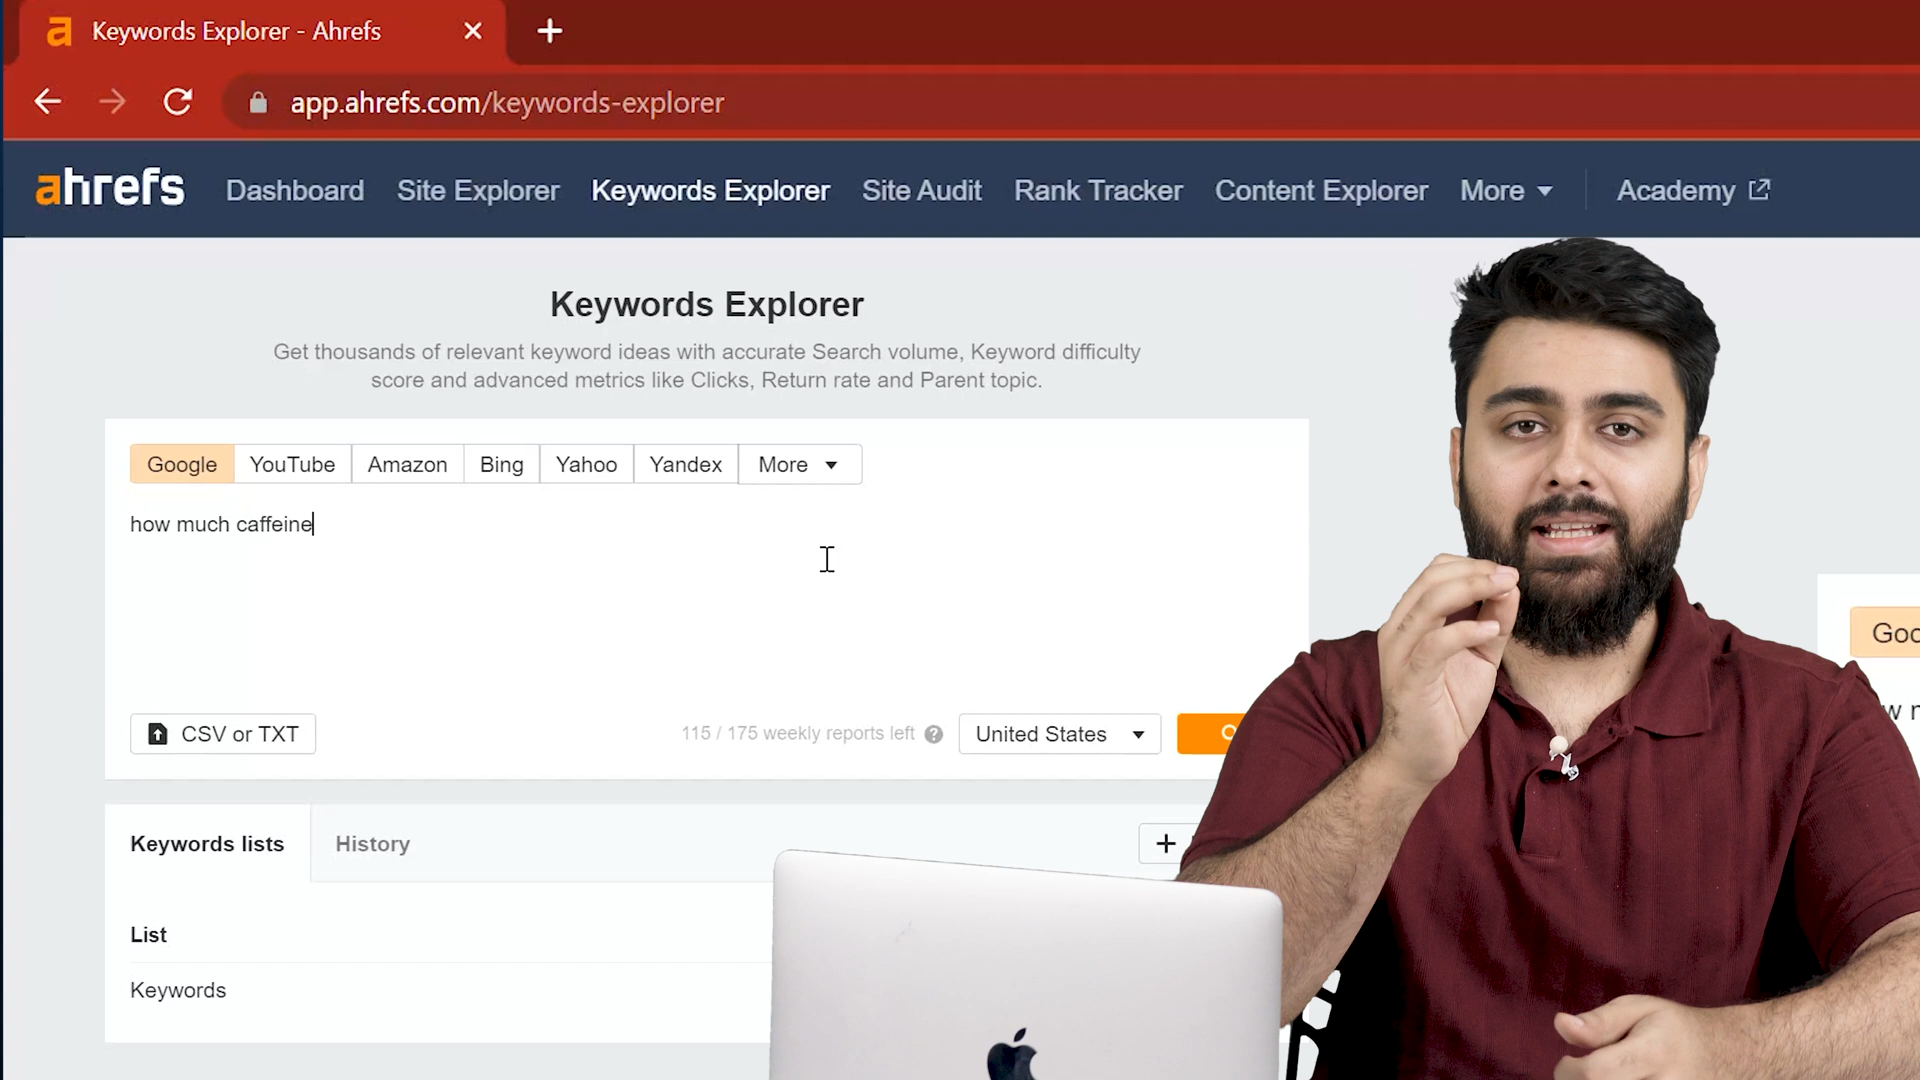 Keywords Explorer - Ahrefs
app.ahrefs.com/keywords-explorer
ahrefs Dashboard Site Explorer Keywords Explorer Site Audit Rank Tracker Content Explorer More Academy
Keywords Explorer
Get thousands of relevant keyword ideas with accurate Search volume, Keyword difficulty
score and advanced metrics like Clicks, Return rate and Parent topic.
Google YouTube Amazon Bing Yahoo Yandex More
how much caffeine
CSV or TXT 115 / 175 weekly reports left United States
Keywords lists History
List
Keywords